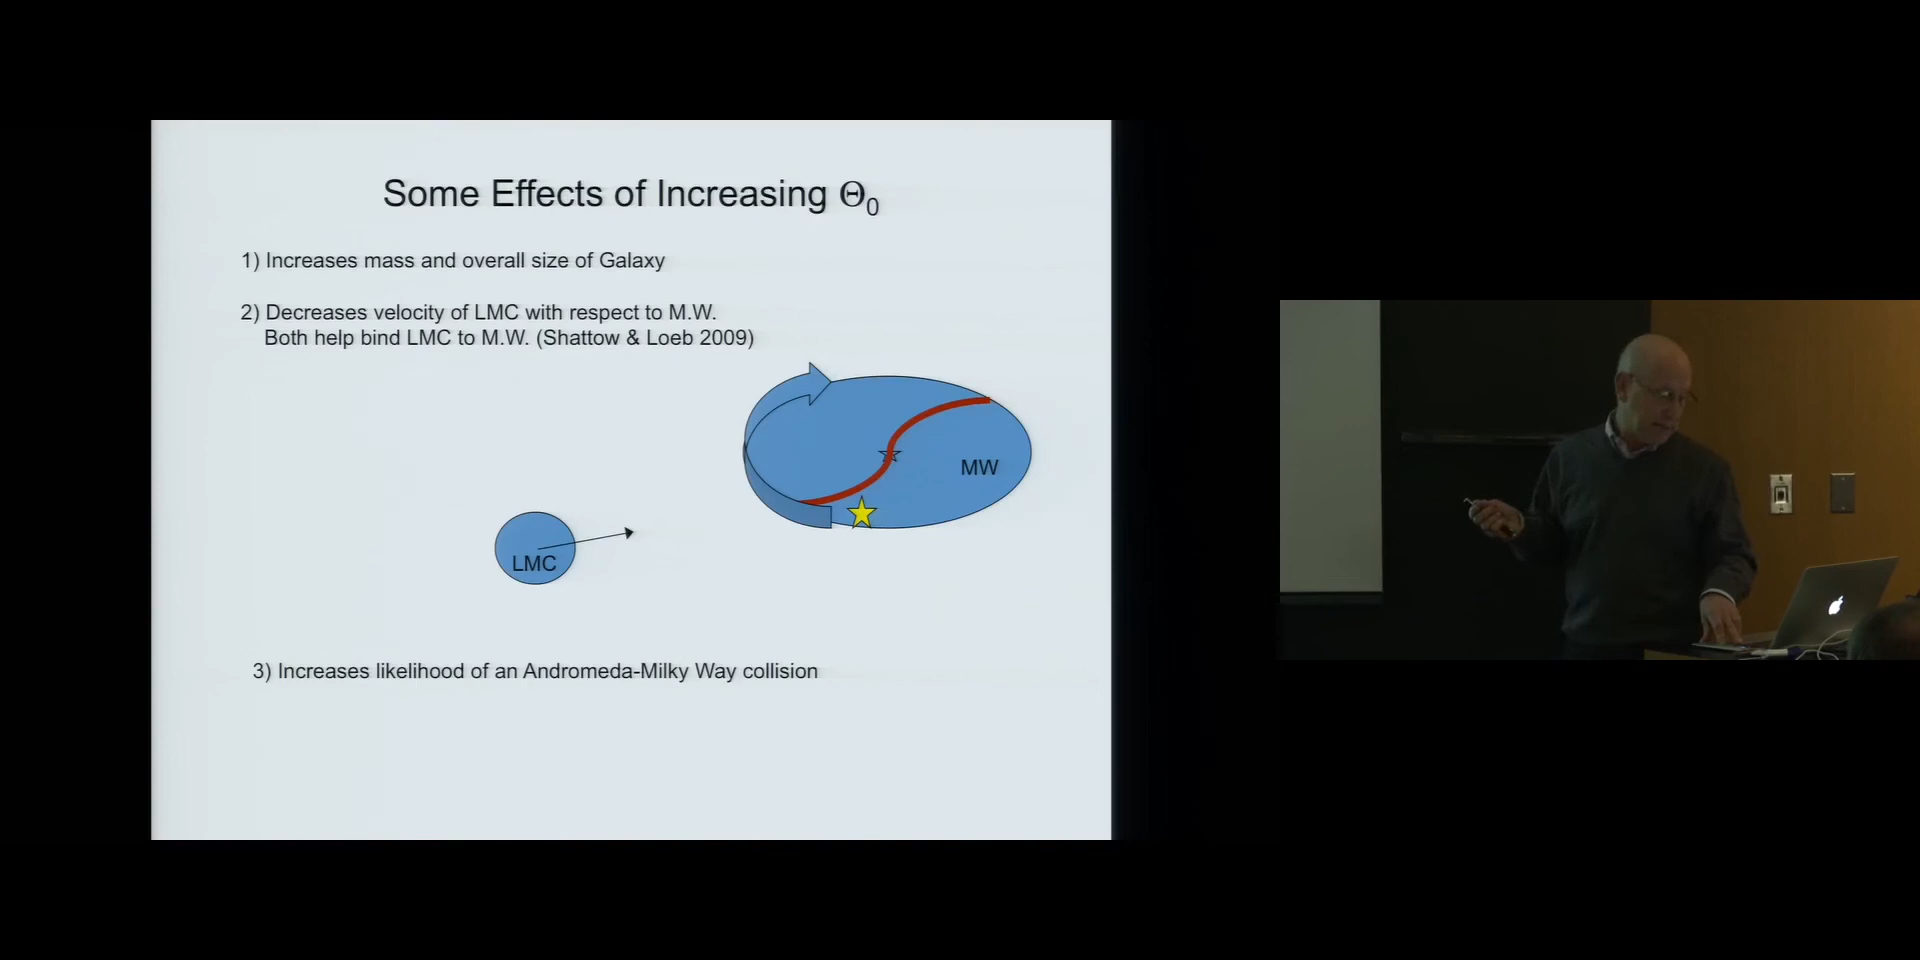 Some Effects of Increasing Θ0
1) Increases mass and overall size of Galaxy
2) Decreases velocity of LMC with respect to M.W.
Both help bind LMC to M.W. (Shattow & Loeb 2009)
MW
LMC
3) Increases likelihood of an Andromeda-Milky Way collision